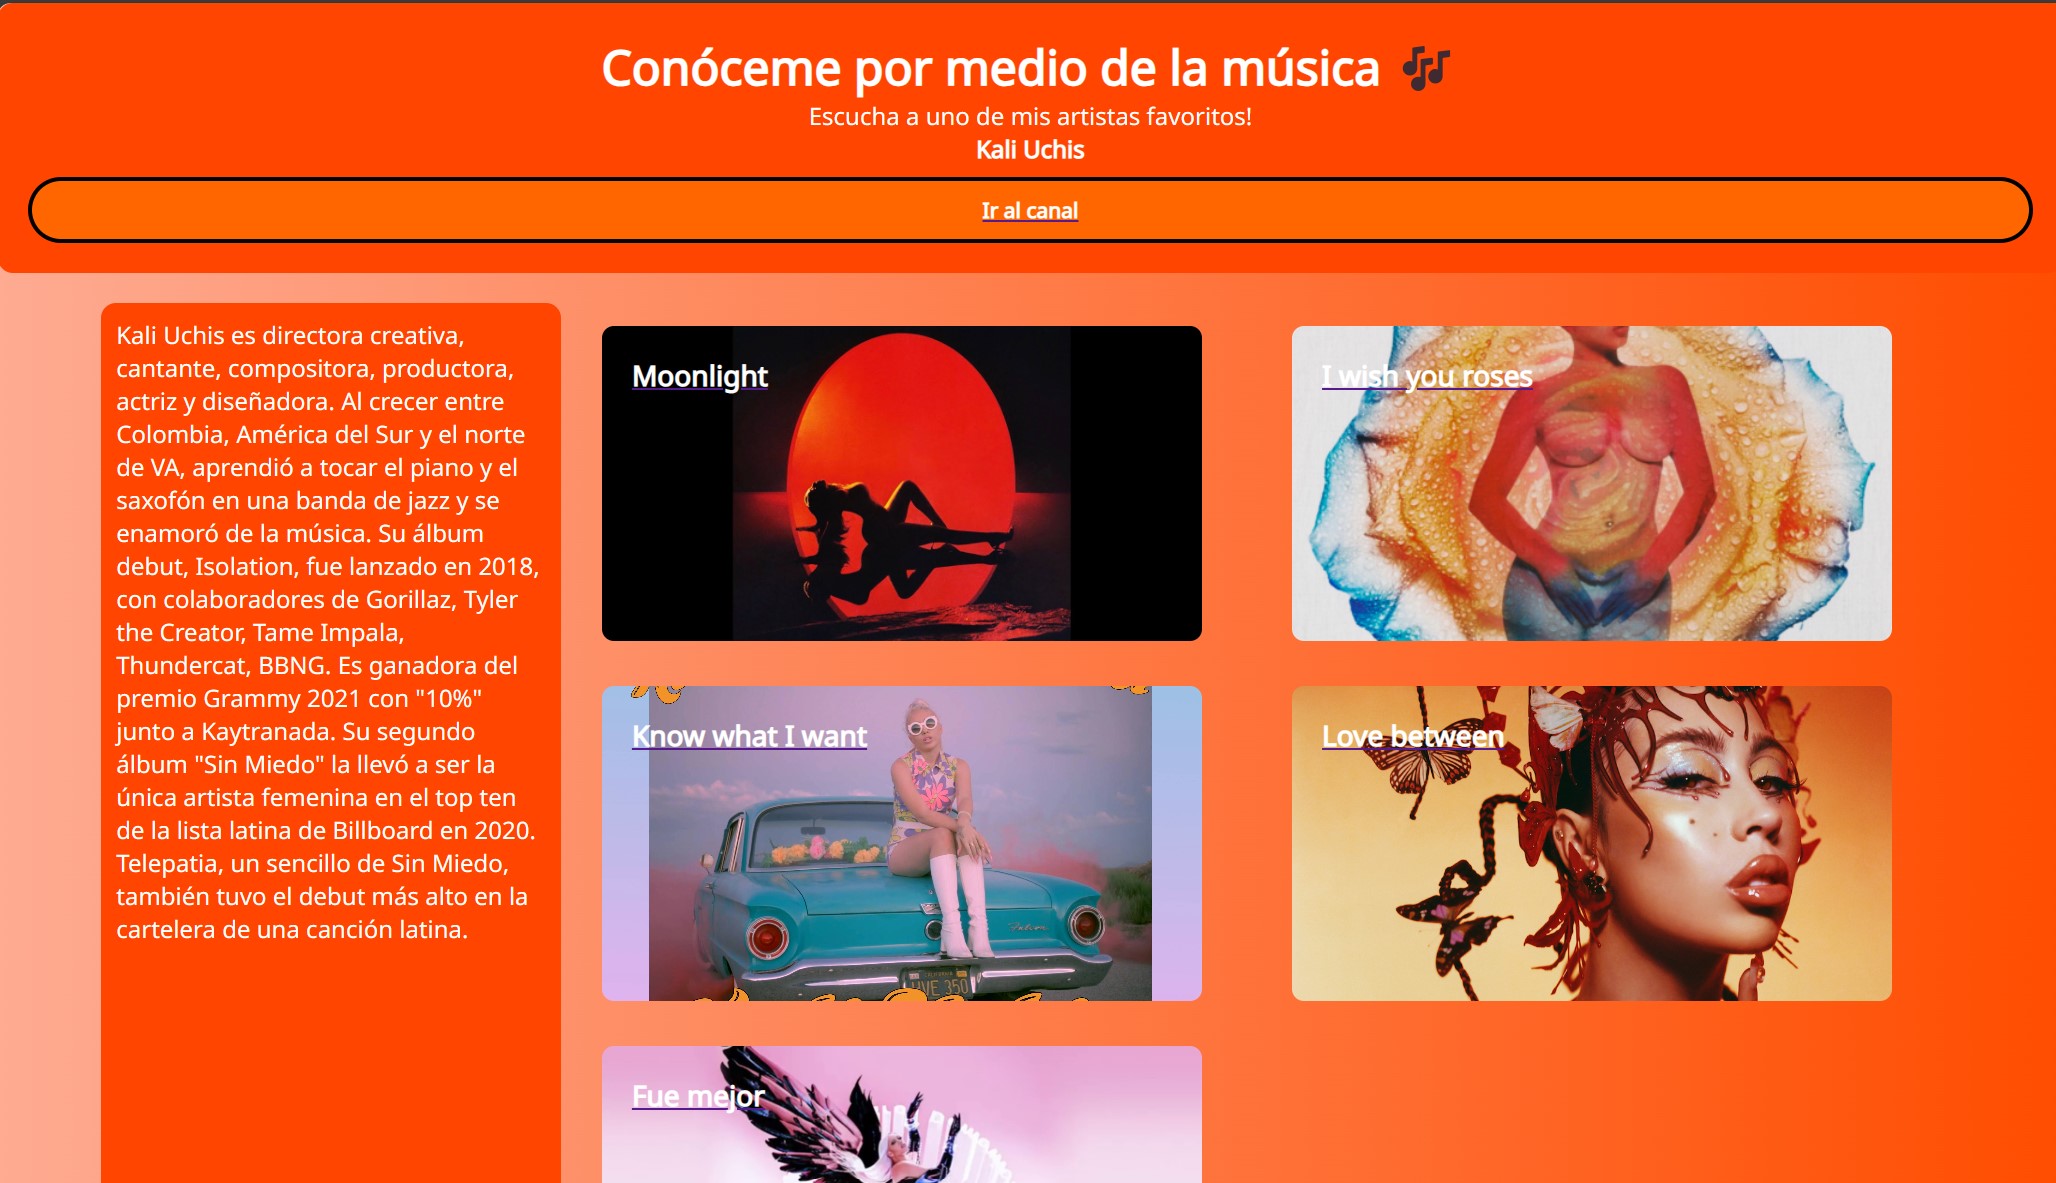 Conóceme por medio de la música 🎶
Escucha a uno de mis artistas favoritos!
Kali Uchis
Ir al canal
Kali Uchis es directora creativa,
cantante, compositora, productora,
actriz y diseñadora. Al crecer entre
Colombia, América del Sur y el norte
de VA, aprendió a tocar el piano y el
saxofón en una banda de jazz y se
enamoró de la música. Su álbum
debut, Isolation, fue lanzado en 2018,
con colaboradores de Gorillaz, Tyler
the Creator, Tame Impala,
Thundercat, BBNG. Es ganadora del
premio Grammy 2021 con "10%"
junto a Kaytranada. Su segundo
álbum "Sin Miedo" la llevó a ser la
única artista femenina en el top ten
de la lista latina de Billboard en 2020.
Telepatia, un sencillo de Sin Miedo,
también tuvo el debut más alto en la
cartelera de una canción latina.
Moonlight
I wish you roses
Know what I want
Love between
Fue mejor